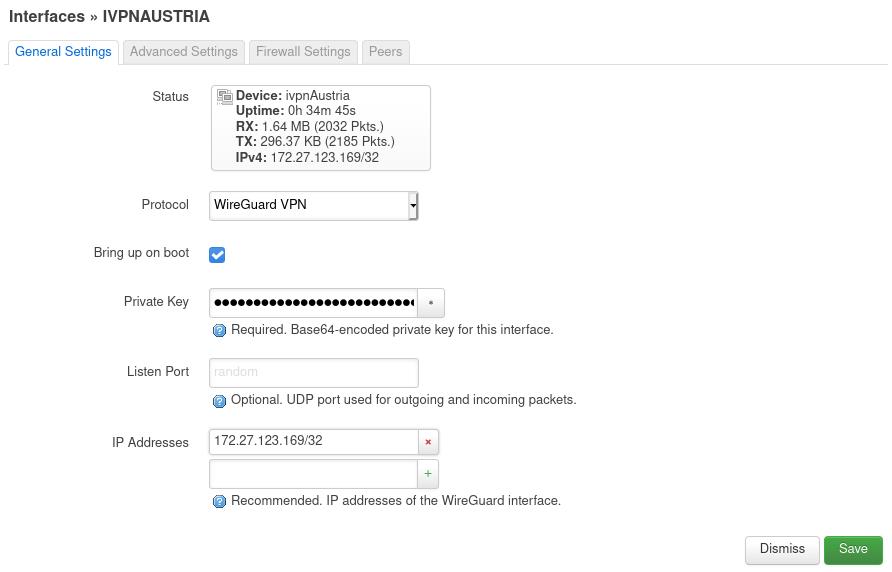 Interfaces » IVPNAUSTRIA
General Settings Advanced Settings Firewall Settings Peers
Status
Device: ivpnAustria
Uptime: 0h 34m 45s
RX: 1.64 MB (2032 Pkts.)
TX: 296.37 KB (2185 Pkts.)
IPv4: 172.27.123.169/32
Protocol WireGuard VPN
Bring up on boot
Private Key
Required. Base64-encoded private key for this interface.
Listen Port random
Optional. UDP port used for outgoing and incoming packets.
IP Addresses 172.27.123.169/32
Recommended. IP addresses of the WireGuard interface.
Dismiss Save